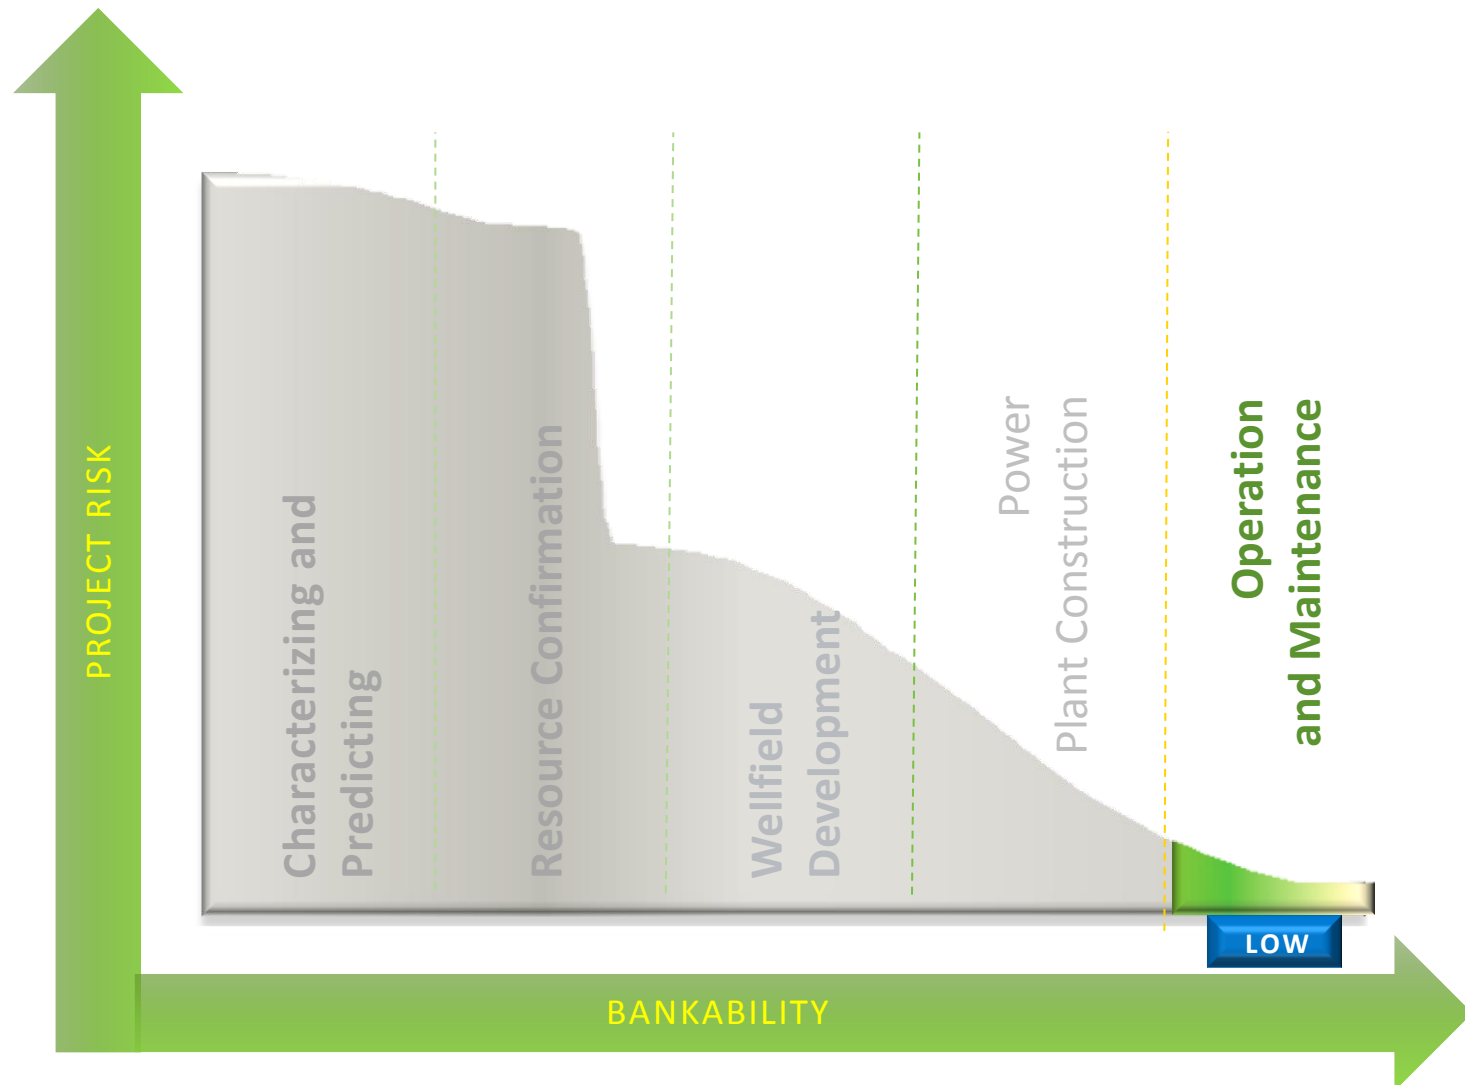 PROJECT RISK
Characterizing and
Predicting
Resource Confirmation
Wellfield
Development
Power
Plant Construction
Operation
and Maintenance
LOW
BANKABILITY